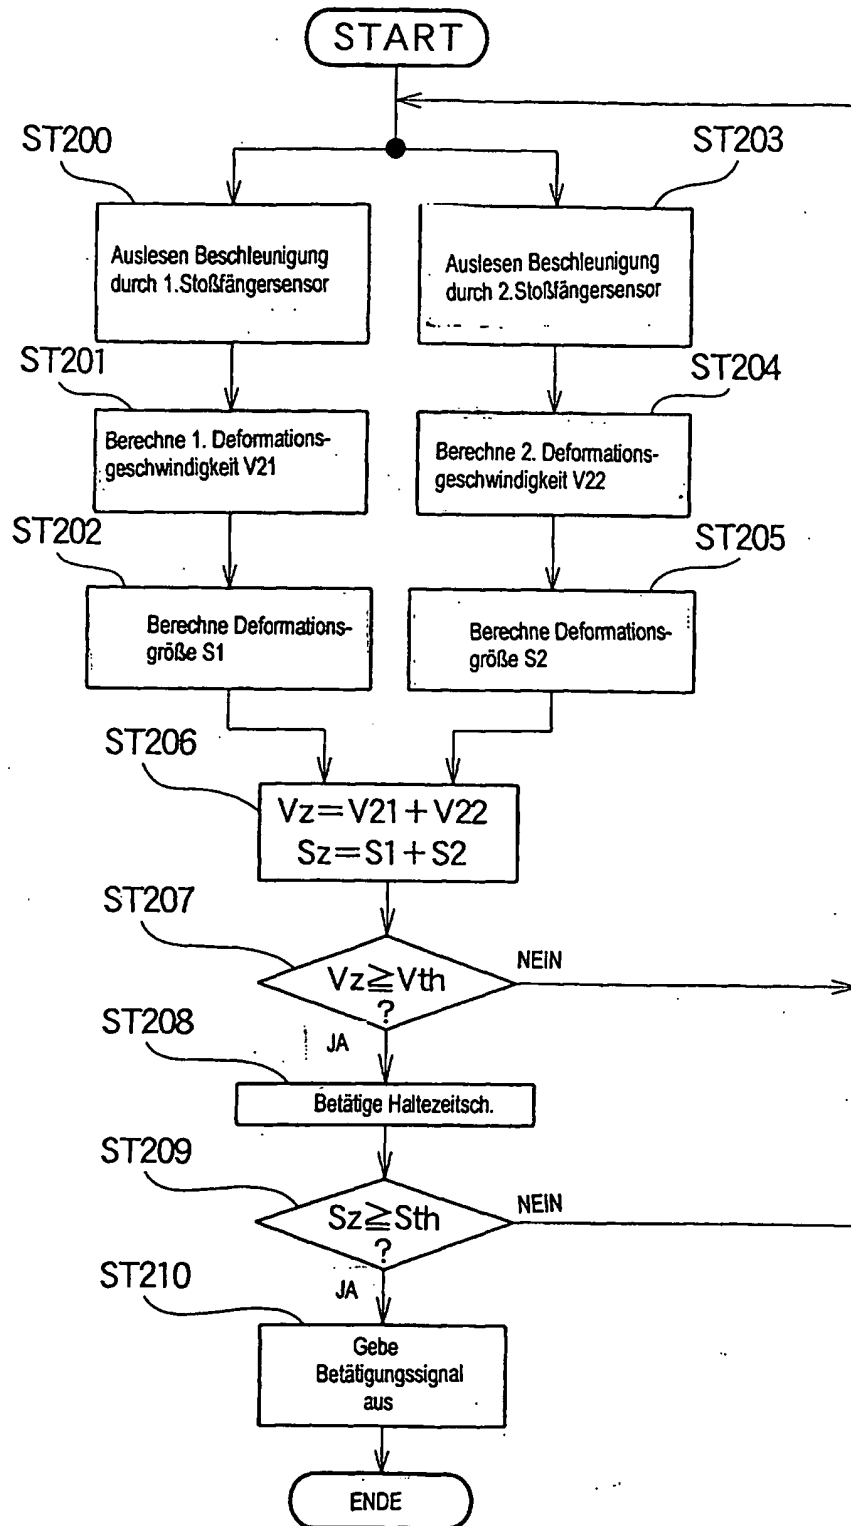 START
ST200
ST203
Auslesen Beschleunigung
durch 1.Stoßfängersensor
Auslesen Beschleunigung
durch 2.Stoßfängersensor
ST201
ST204
Berechne 1. Deformations-
geschwindigkeit V21
Berechne 2. Deformations-
geschwindigkeit V22
ST202
ST205
Berechne Deformations-
größe S1
Berechne Deformations-
größe S2
ST206
Vz=V21+V22
Sz=S1+S2
ST207
Vz≧Vth
?
NEIN
JA
ST208
Betätige Haltezeitsch.
ST209
Sz≧Sth
?
NEIN
JA
ST210
Gebe
Betätigungssignal
aus
ENDE